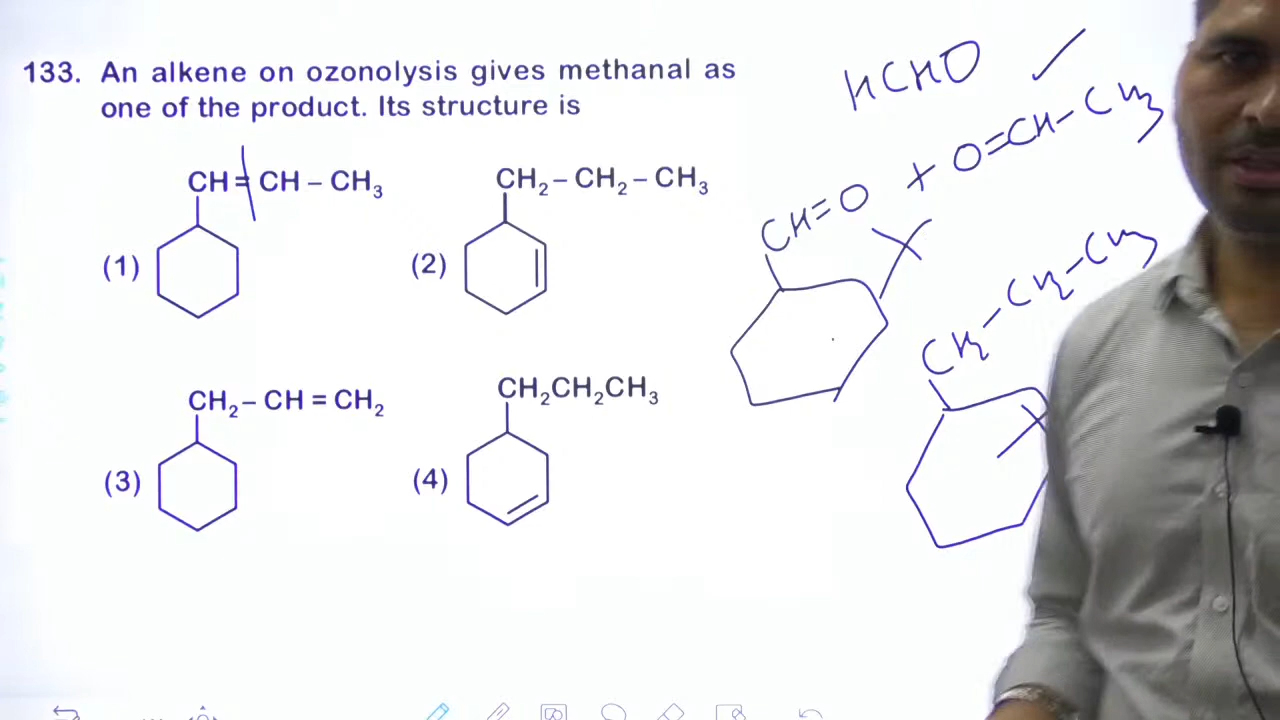 133. An alkene on ozonolysis gives methanal as
one of the product. Its structure is
CH = CH – CH₃
(1)
CH₂ – CH₂ – CH₃
(2)
CH₂ – CH = CH₂
(3)
CH₂CH₂CH₃
(4)
HCHO
CH=O + O=CH–CH₃
CH₂–CH₂–CH₃